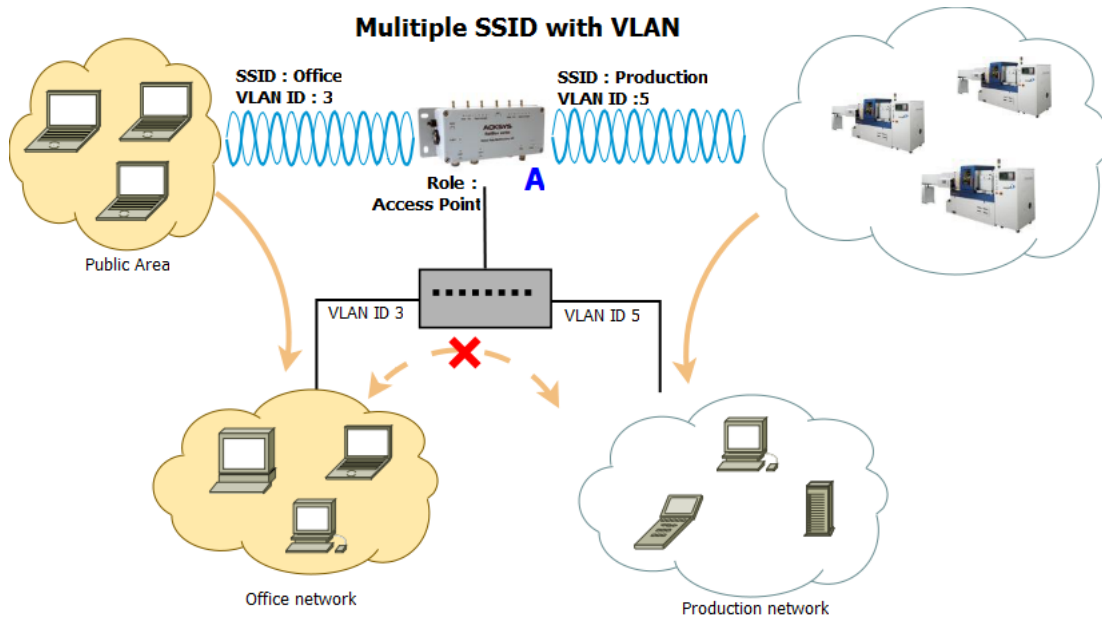 Mulitiple SSID with VLAN
SSID : Office
VLAN ID : 3
SSID : Production
VLAN ID :5
ACKSYS
Role :
Access Point
A
Public Area
VLAN ID 3
VLAN ID 5
Office network
Production network